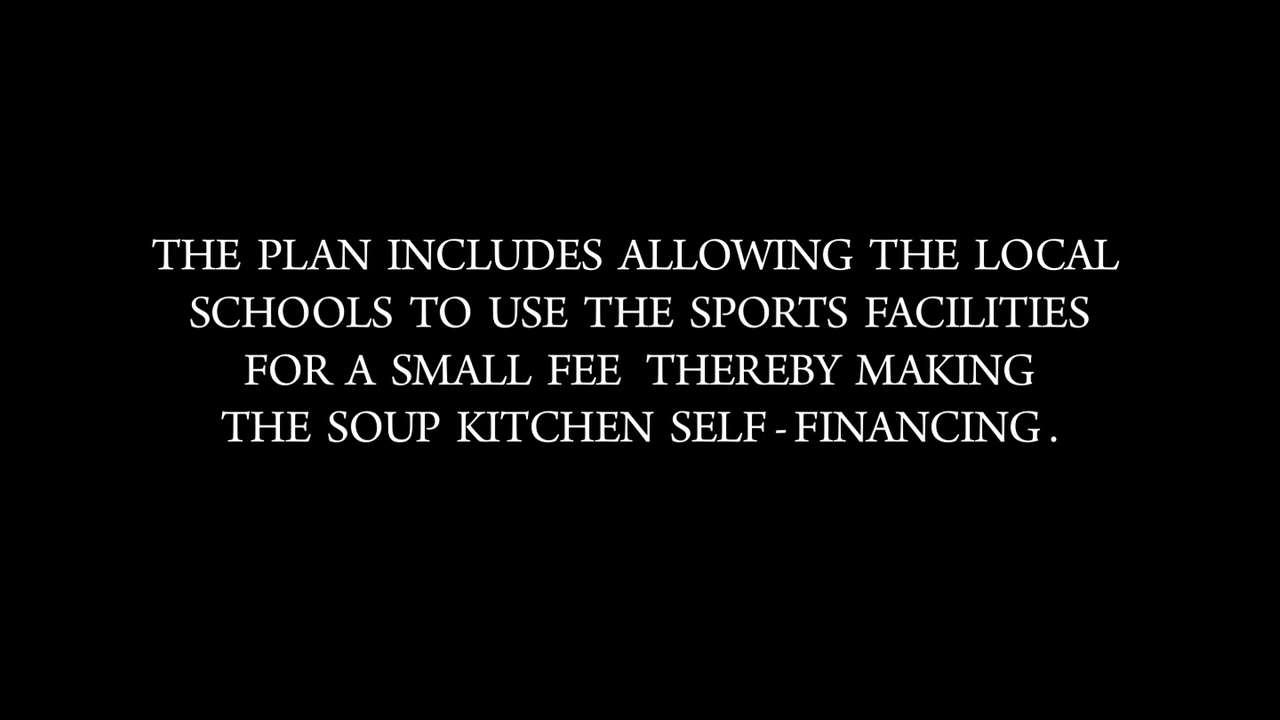 THE PLAN INCLUDES ALLOWING THE LOCAL
SCHOOLS TO USE THE SPORTS FACILITIES
FOR A SMALL FEE THEREBY MAKING
THE SOUP KITCHEN SELF-FINANCING.